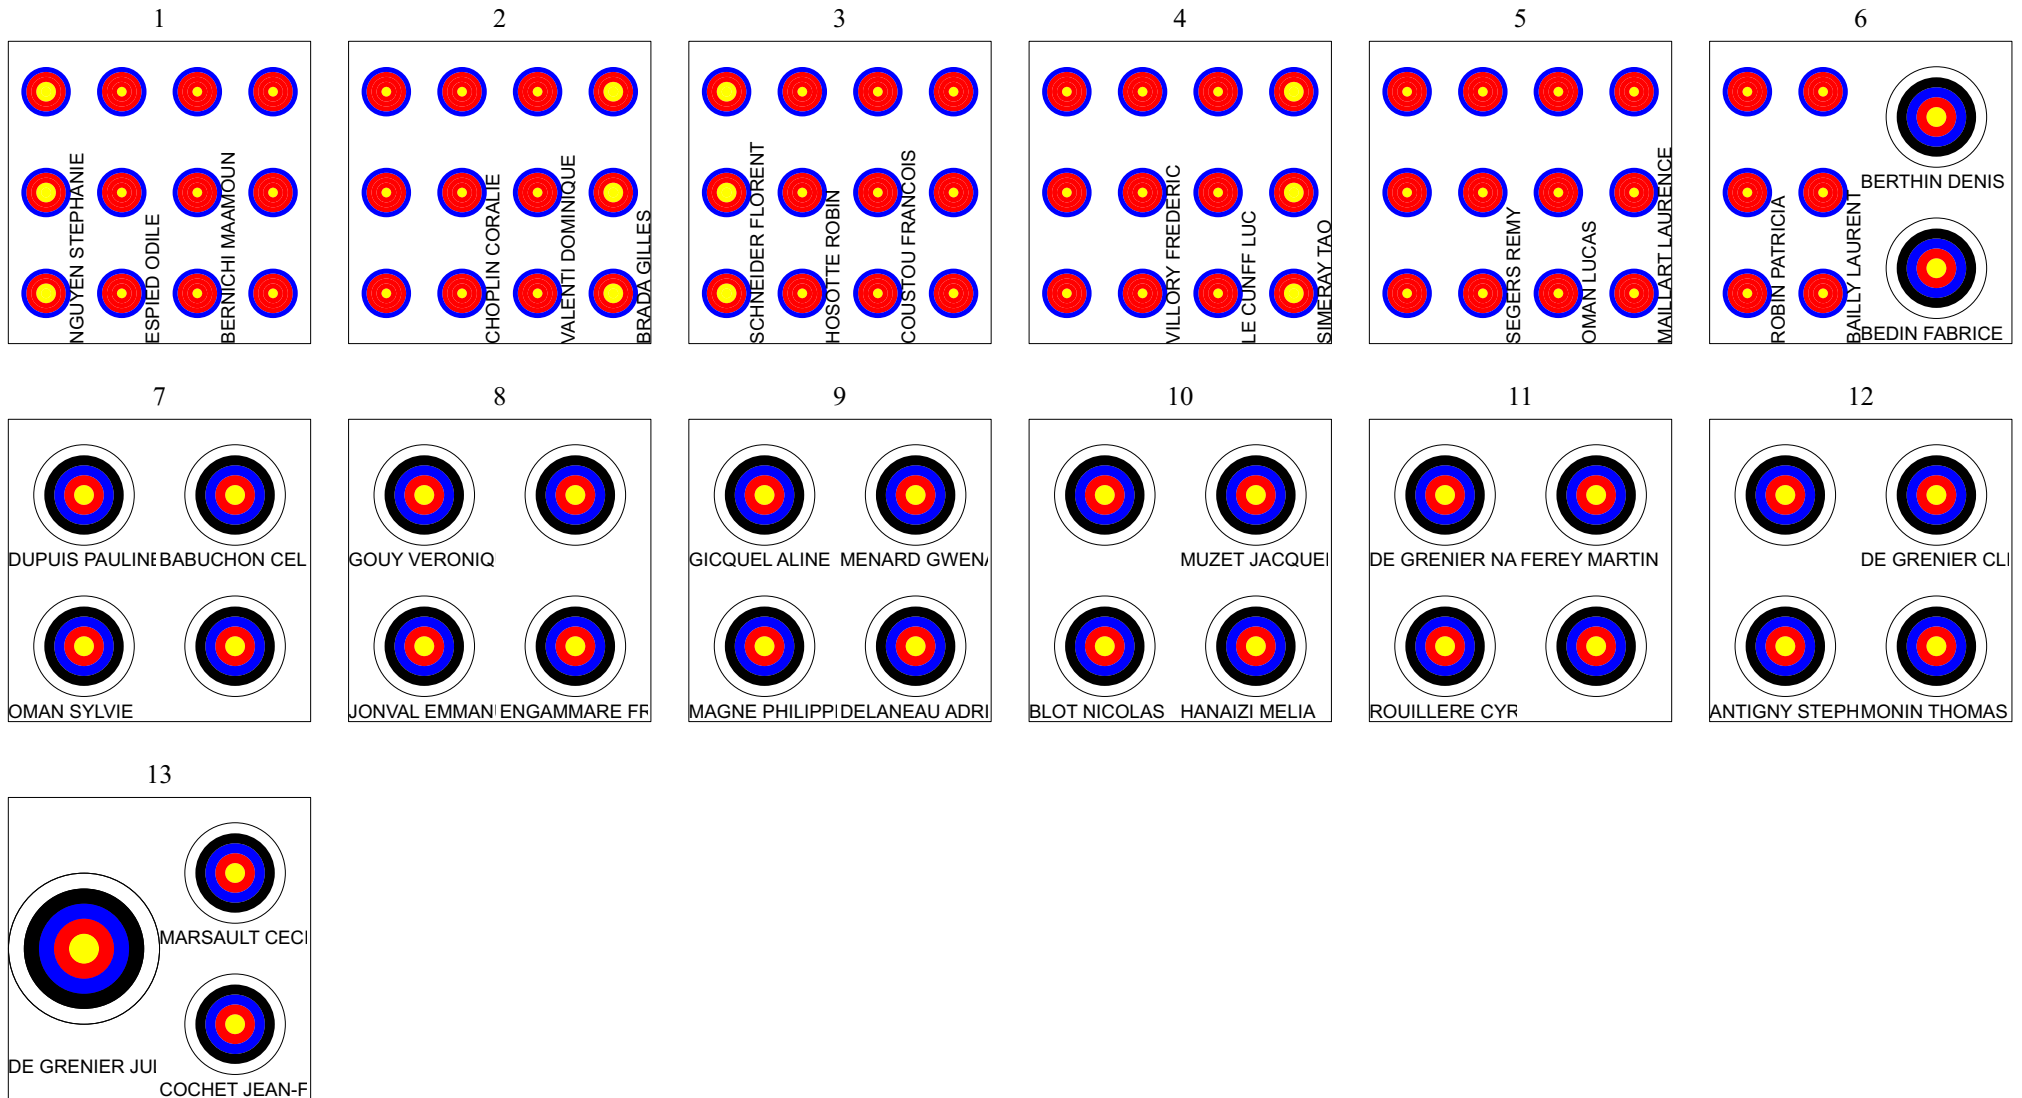 1
2
3
4
5
6
NGUYEN STEPHANIE
ESPIED ODILE
BERNICHI MAAMOUN
CHOPLIN CORALIE
VALENTI DOMINIQUE
BRADA GILLES
SCHNEIDER FLORENT
HOSOTTE ROBIN
COUSTOU FRANCOIS
VILLORY FREDERIC
LE CUNFF LUC
SIMERAY TAO
SEGERS REMY
OMAN LUCAS
MAILLART LAURENCE
ROBIN PATRICIA
BAILLY LAURENT
BERTHIN DENIS
BEDIN FABRICE
7
8
9
10
11
12
DUPUIS PAULINE
BABUCHON CEL
OMAN SYLVIE
GOUY VERONIQ
JONVAL EMMAN
ENGAMMARE FR
GICQUEL ALINE
MENARD GWEN
MAGNE PHILIPP
DELANEAU ADRI
MUZET JACQUE
BLOT NICOLAS
HANAIZI MELIA
DE GRENIER NA
FEREY MARTIN
ROUILLERE CYR
DE GRENIER CLI
ANTIGNY STEPH
MONIN THOMAS
13
DE GRENIER JUI
MARSAULT CECI
COCHET JEAN-F